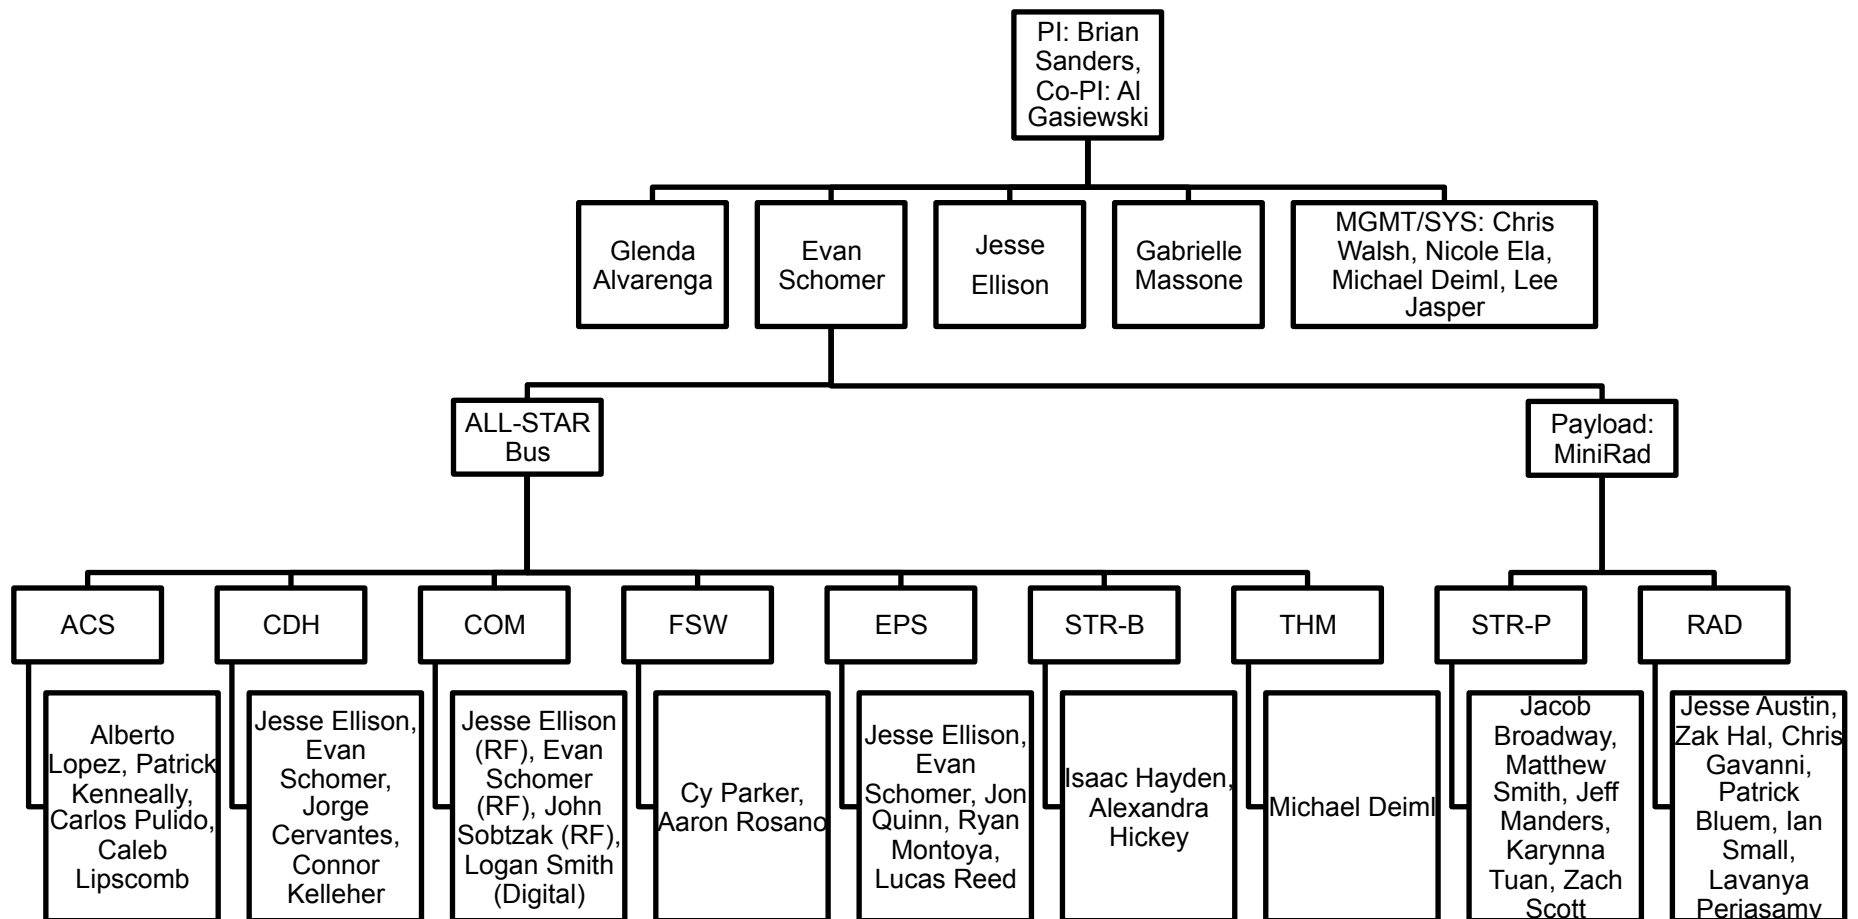 PI: Brian
Sanders,
Co-PI: Al
Gasiewski
Glenda
Alvarenga
Evan
Schomer
Jesse
Ellison
Gabrielle
Massone
MGMT/SYS: Chris
Walsh, Nicole Ela,
Michael Deiml, Lee
Jasper
ALL-STAR
Bus
Payload:
MiniRad
ACS
CDH
COM
FSW
EPS
STR-B
THM
STR-P
RAD
Alberto
Lopez, Patrick
Kenneally,
Carlos Pulido,
Caleb
Lipscomb
Jesse Ellison,
Evan
Schomer,
Jorge
Cervantes,
Connor
Kelleher
Jesse Ellison
(RF), Evan
Schomer
(RF), John
Sobtzak (RF),
Logan Smith
(Digital)
Cy Parker,
Aaron Rosano
Jesse Ellison,
Evan
Schomer, Jon
Quinn, Ryan
Montoya,
Lucas Reed
Isaac Hayden,
Alexandra
Hickey
Michael Deiml
Jacob
Broadway,
Matthew
Smith, Jeff
Manders,
Karynna
Tuan, Zach
Scott
Jesse Austin,
Zak Hal, Chris
Gavanni,
Patrick
Bluem, Ian
Small,
Lavanya
Periasamy